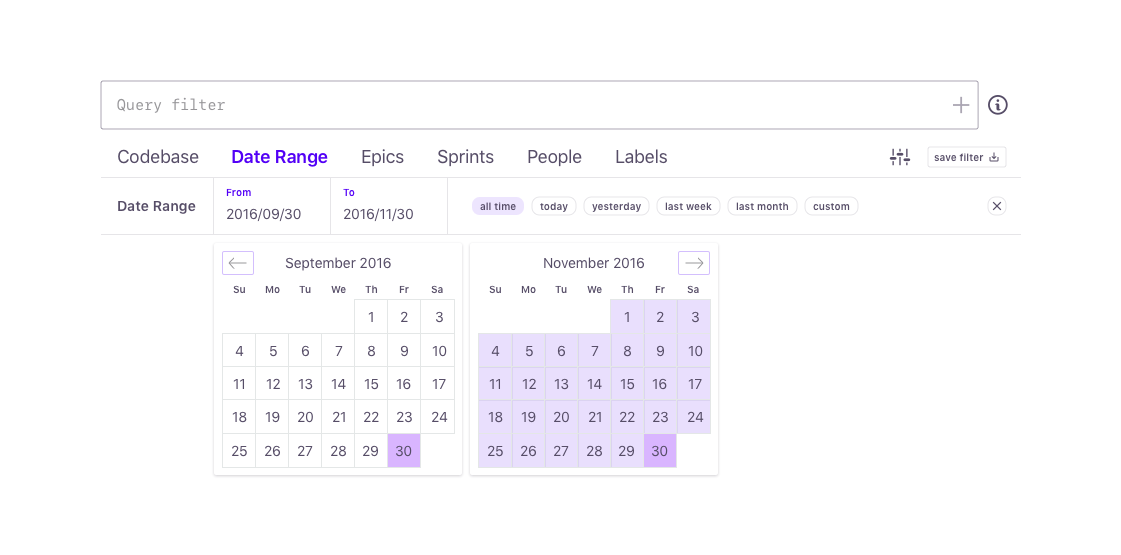 Query filter
Codebase Date Range Epics Sprints People Labels save filter
Date Range
From To
2016/09/30 2016/11/30
all time today yesterday last week last month custom
September 2016
Su Mo Tu We Th Fr Sa
1 2 3
4 5 6 7 8 9 10
11 12 13 14 15 16 17
18 19 20 21 22 23 24
25 26 27 28 29 30
November 2016
Su Mo Tu We Th Fr Sa
1 2 3
4 5 6 7 8 9 10
11 12 13 14 15 16 17
18 19 20 21 22 23 24
25 26 27 28 29 30